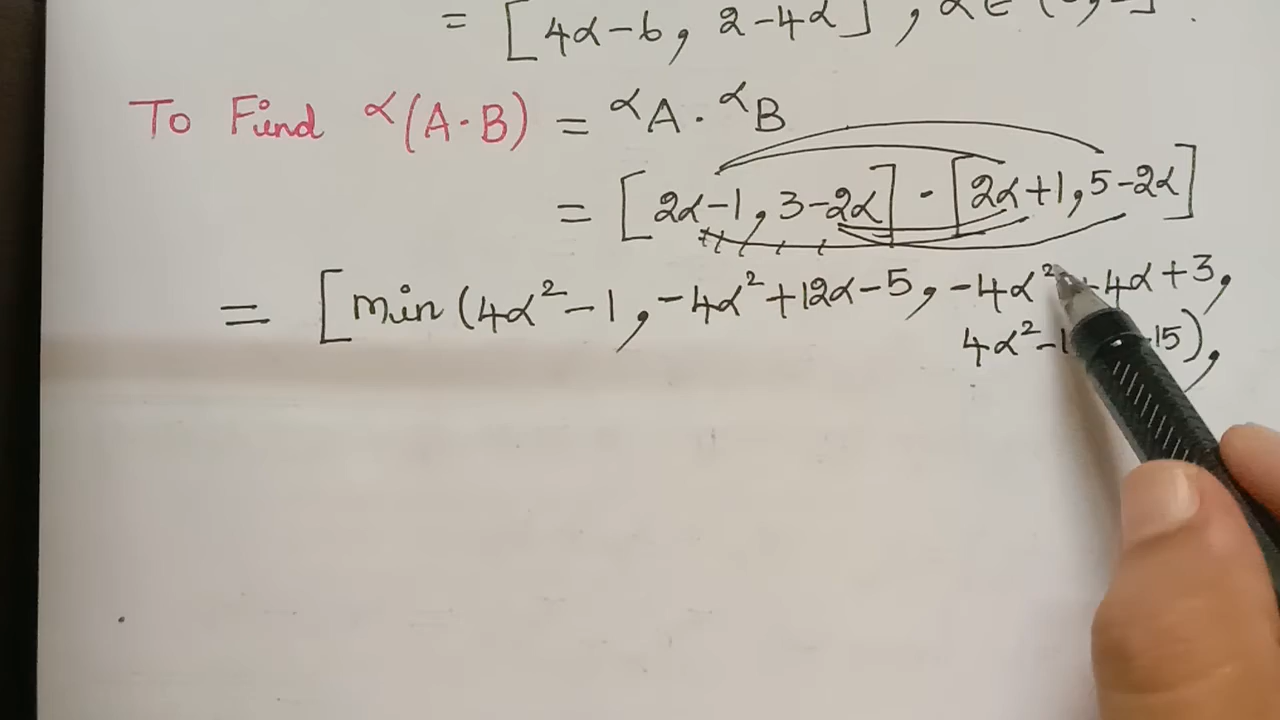 = [4α-6, 2-4α], α∈
To Find α(A·B) = αA · αB
= [2α-1, 3-2α] · [2α+1, 5-2α]
= [min(4α²-1, -4α²+12α-5, -4α² +4α+3,
4α²-1 15),